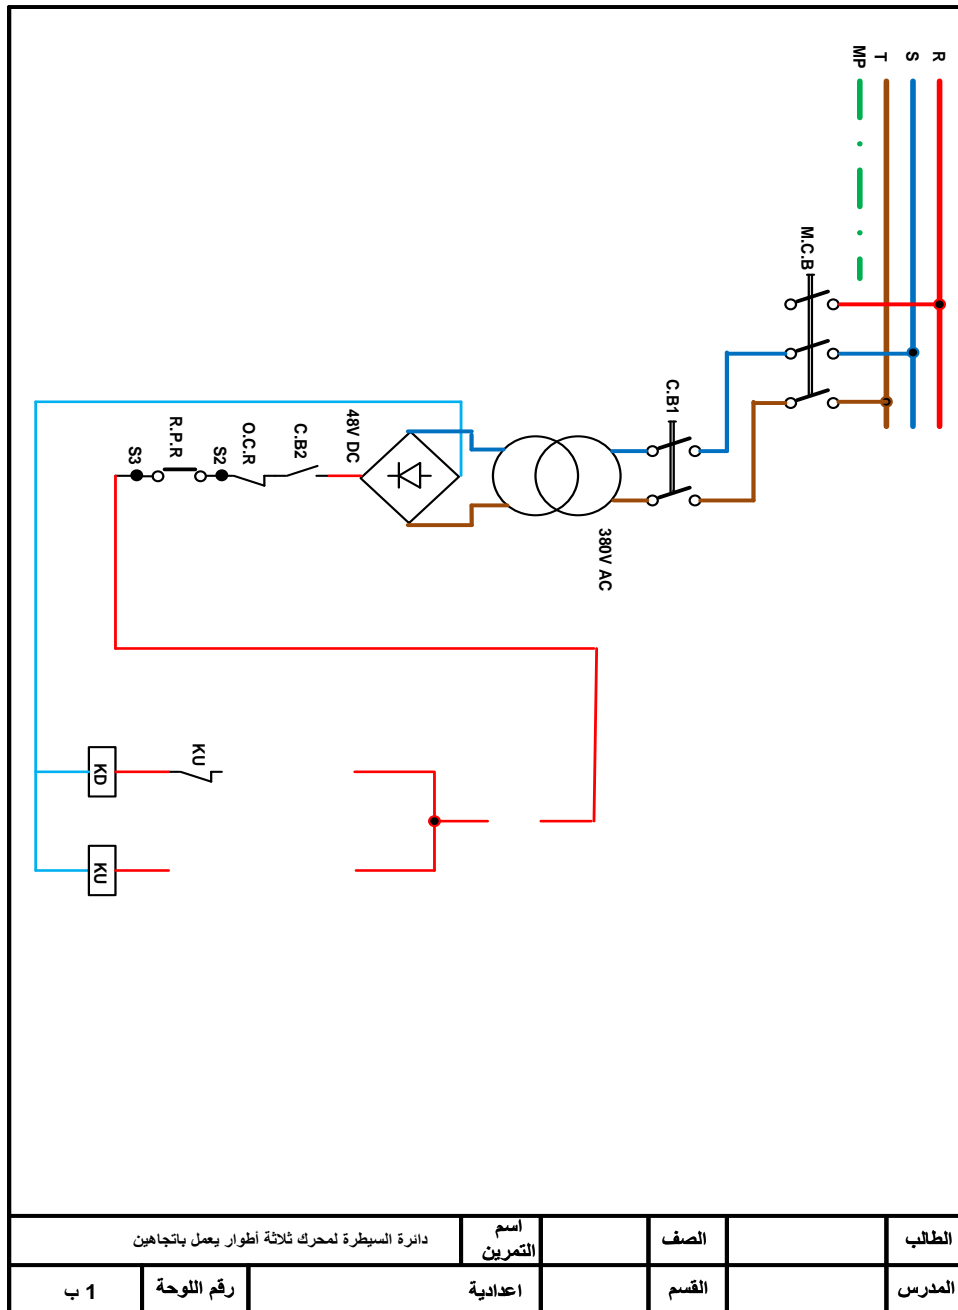 R
S
T
MP
M.C.B
C.B1
380V AC
48V DC
C.B2
O.C.R
S2
R.P.R
S3
KU
KD
KU
الطالب
الصف
اسم التمرين
دائرة السيطرة لمحرك ثلاثة أطوار يعمل باتجاهين
المدرس
القسم
اعدادية
رقم اللوحة
1 ب